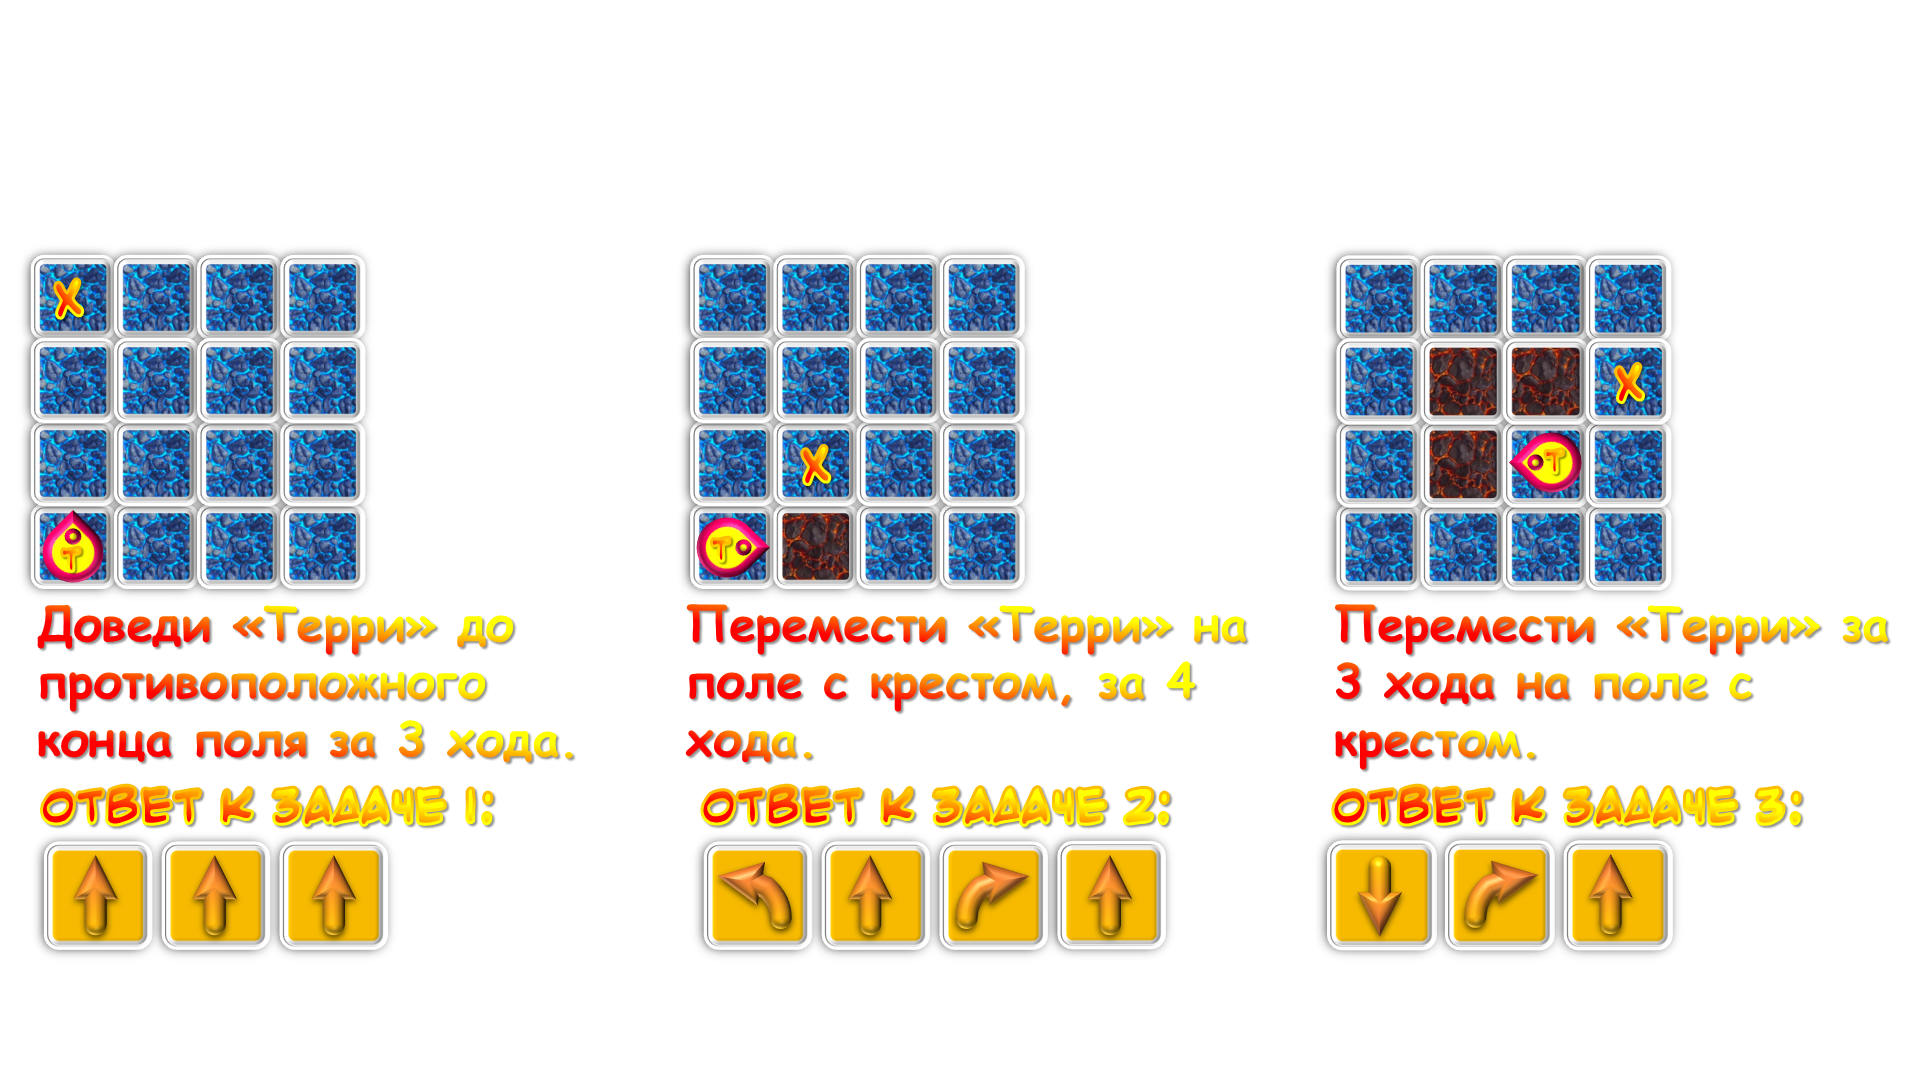 X
Т
Доведи «Терри» до
противоположного
конца поля за 3 хода.
ОТВЕТ К ЗАДАЧЕ 1:
X
Т
Перемести «Терри» на
поле с крестом, за 4
хода.
ОТВЕТ К ЗАДАЧЕ 2:
X
Т
Перемести «Терри» за
3 хода на поле с
крестом.
ОТВЕТ К ЗАДАЧЕ 3: